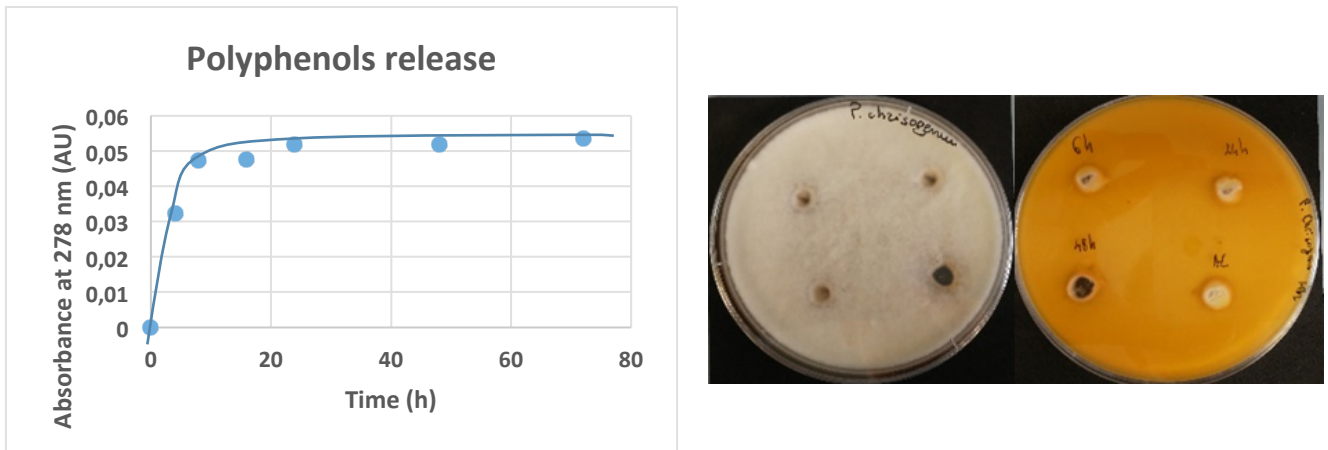 Polyphenols release
Absorbance at 278 nm (AU)
0,06
0,05
0,04
0,03
0,02
0,01
0
0
20
40
60
80
Time (h)
P. chrisogenum
6h
24h
48h
AC